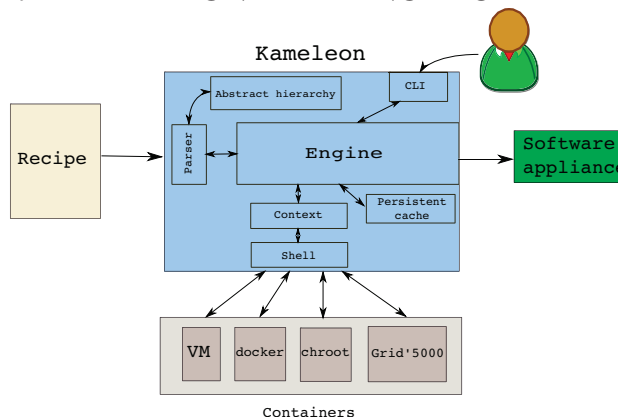 Kameleon
CLI
Abstract hierarchy
Recipe
Parser
Engine
Software
appliance
Persistent
cache
Context
Shell
VM
docker
chroot
Grid'5000
Containers